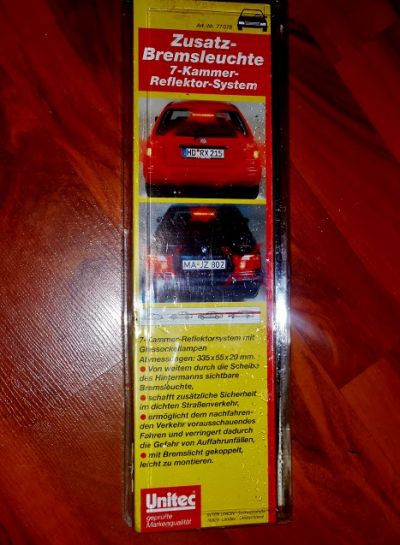 Art.-Nr. 77078
Zusatz-
Bremsleuchte
7-Kammer-
Reflektor-System
HD RX 215
MA JZ 802
7-Kammer-Reflektorsystem mit
Glassockellampen
Abmessungen: 335x55x20 mm.
Von weitem durch die Scheibe
des Hintermanns sichtbare
Bremsleuchte,
schafft zusätzliche Sicherheit
im dichten Straßenverkehr,
ermöglicht dem nachfahren-
den Verkehr vorausschauendes
Fahren und verringert dadurch
die Gefahr von Auffahrunfällen,
mit Bremslicht gekoppelt,
leicht zu montieren.
Unitec
geprüfte
Markenqualität